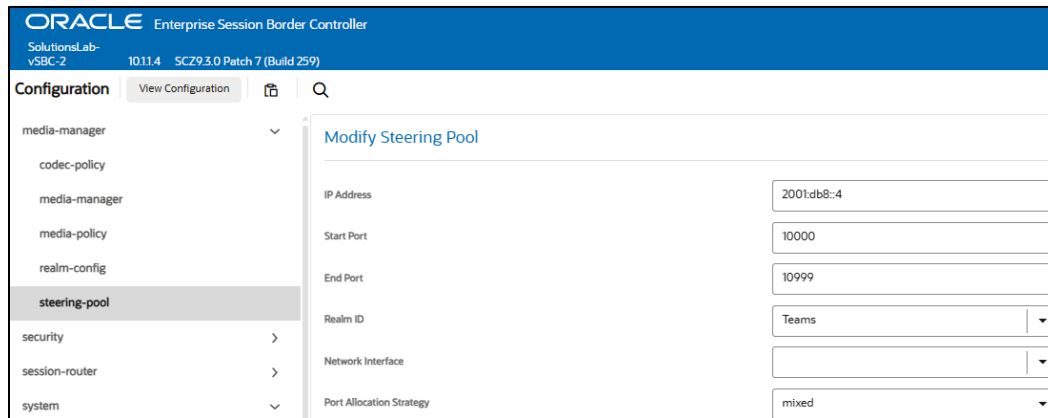 ORACLE Enterprise Session Border Controller
SolutionsLab-
vSBC-2 10.1.1.4 SCZ9.3.0 Patch 7 (Build 259)
Configuration View Configuration
media-manager
codec-policy
media-manager
media-policy
realm-config
steering-pool
security
session-router
system
Modify Steering Pool
IP Address 2001:db8::4
Start Port 10000
End Port 10999
Realm ID Teams
Network Interface
Port Allocation Strategy mixed